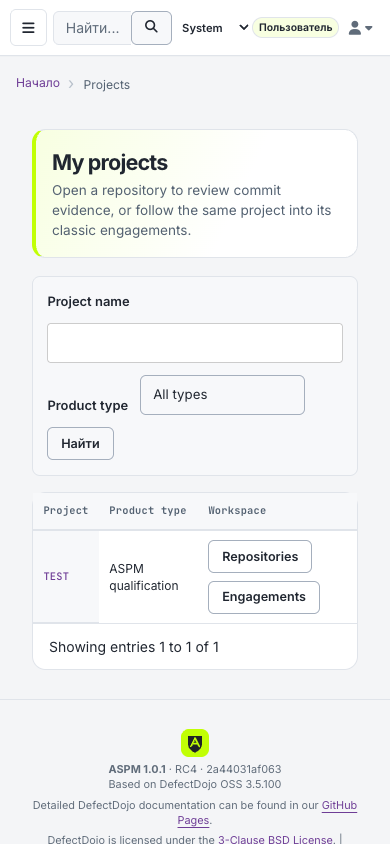 Найти...
System
Пользователь
Начало
Projects
My projects
Open a repository to review commit
evidence, or follow the same project into its
classic engagements.
Project name
Product type
All types
Найти
Project
Product type
Workspace
TEST
ASPM
qualification
Repositories
Engagements
Showing entries 1 to 1 of 1
ASPM 1.0.1 · RC4 · 2a44031af063
Based on DefectDojo OSS 3.5.100
Detailed DefectDojo documentation can be found in our GitHub
Pages.
DefectDojo is licensed under the 3-Clause BSD License. |